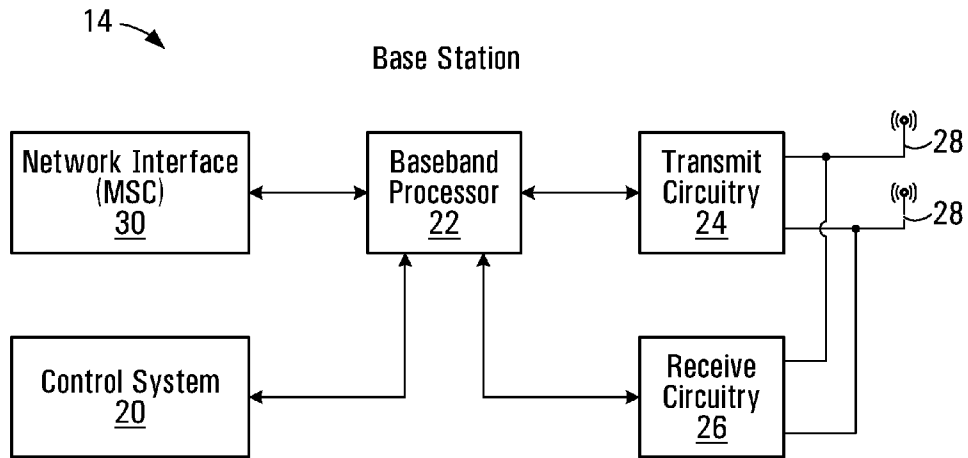 14
Base Station
Network Interface
(MSC)
30
Baseband
Processor
22
Transmit
Circuitry
24
28
28
Control System
20
Receive
Circuitry
26